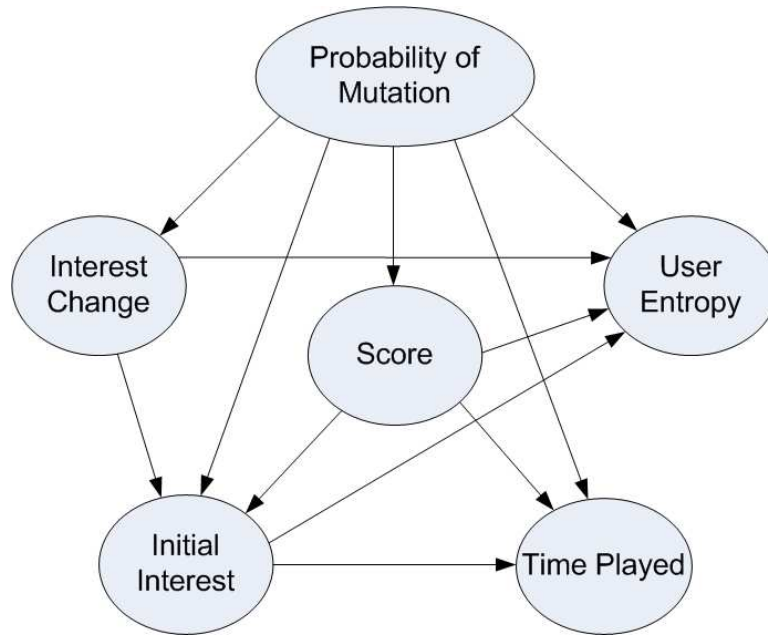 Probability of
Mutation
Interest
Change
User
Entropy
Score
Initial
Interest
Time Played